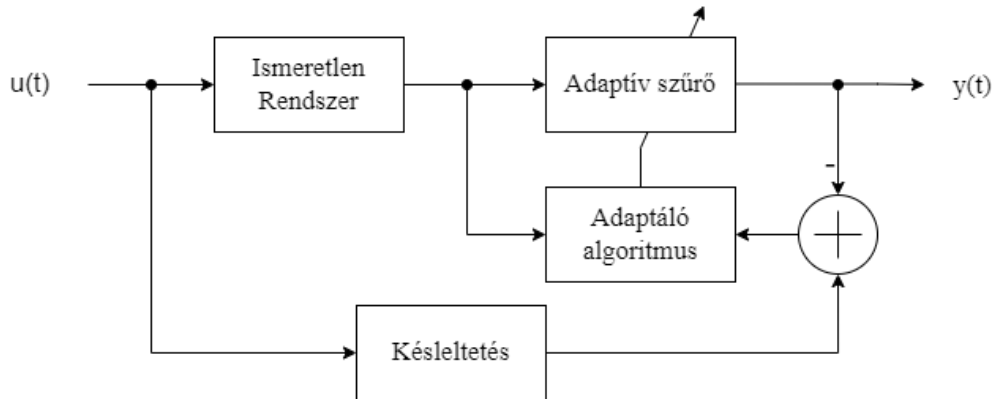 u(t)
Ismeretlen
Rendszer
Adaptív szűrő
y(t)
-
Adaptáló
algoritmus
Késleltetés